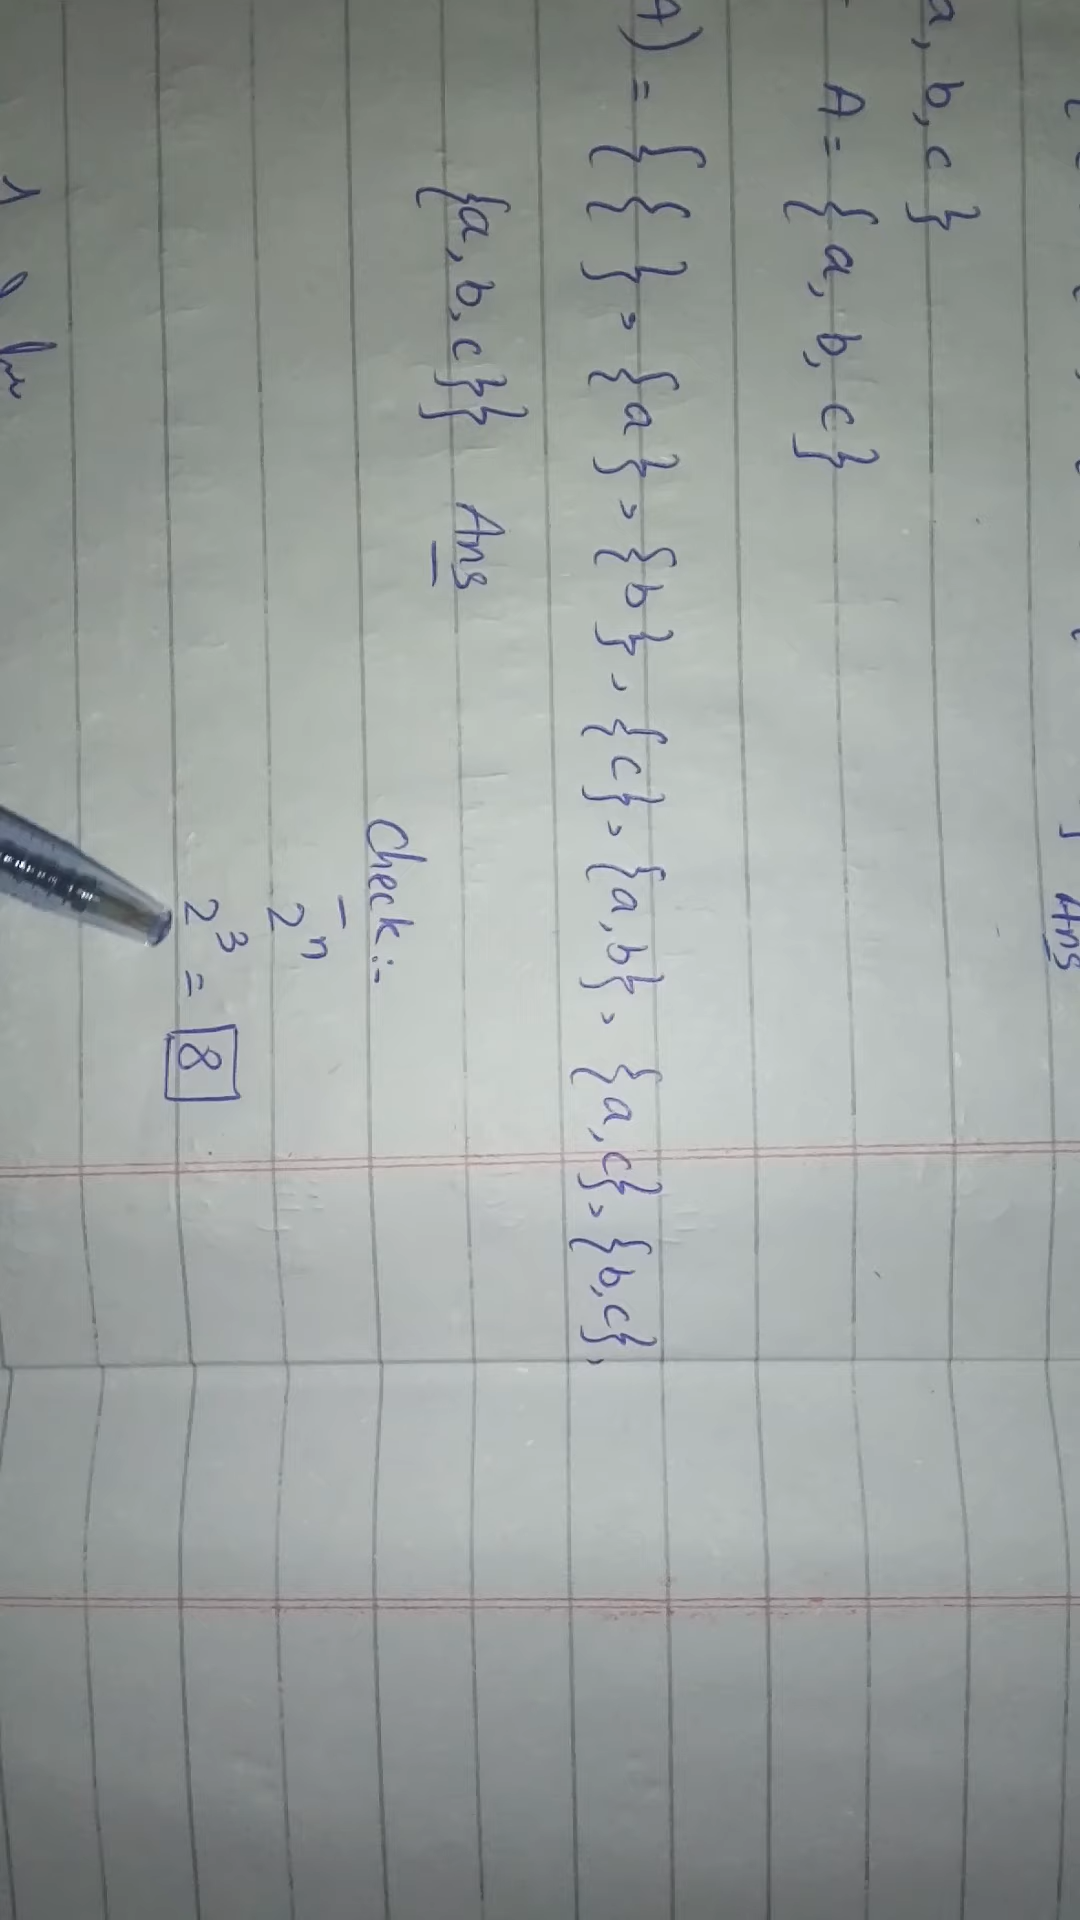 Ans
a, b, c }
A = { a, b, c }
A) = { { } , { a } , { b } , { c } , { a, b } , { a, c } , { b, c } ,
{ a, b, c } } Ans
Check :-
2ⁿ
2³ = 8